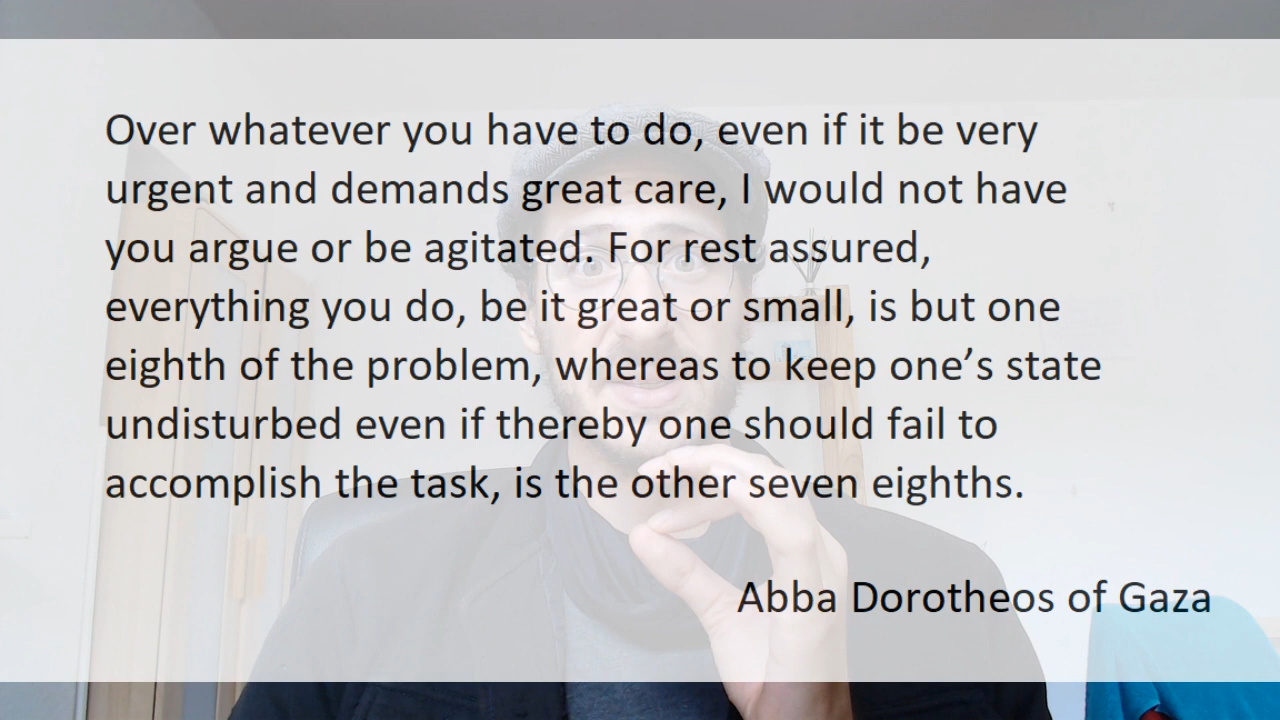 Over whatever you have to do, even if it be very
urgent and demands great care, I would not have
you argue or be agitated. For rest assured,
everything you do, be it great or small, is but one
eighth of the problem, whereas to keep one’s state
undisturbed even if thereby one should fail to
accomplish the task, is the other seven eighths.
Abba Dorotheos of Gaza